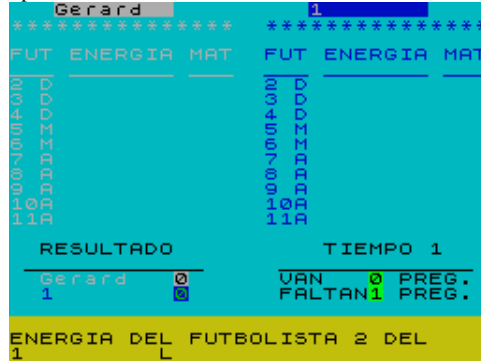 Gerard 1
************** **************
FUT ENERGIA MAT FUT ENERGIA MAT
2 D 2 D
3 D 3 D
4 D 4 D
5 M 5 M
6 M 6 M
7 A 7 A
8 A 8 A
9 A 9 A
10A 10A
11A 11A
RESULTADO TIEMPO 1
Gerard 0 VAN 0 PREG.
1 0 FALTAN1 PREG.
ENERGIA DEL FUTBOLISTA 2 DEL
1 L